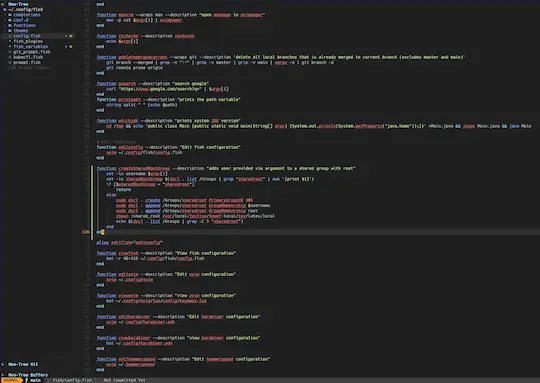 Neo-Tree
~/.config/fish
completions
conf.d
functions
themes
config.fish
fish_plugins
fish_variables
git_prompt.fish
kubectl.fish
prompt.fish
end
function manvim --wraps man --description "open manpage in nvimpager"
man -p cat $argv[1] | nvimpager
end
function testecho --description testecho
echo $argv[1]
end
--wraps git --description 'delete all local branches that is already merged to current branch (excludes master and main)'
git branch --merged | grep -v | grep -v master | grep -v main | xargs -n 1 git branch -d
git remote prune origin
end
function gsearch --description "search google"
curl "https://www.google.com/search?q=" | $argv[1]
end
function printpath --description "prints the path variable"
string split " " (echo $path)
end
function whichjdk --description "prints system JDK version"
cd /tmp && echo 'public class Main {public static void main(String[] args) {System.out.println(System.getProperty("java.home"));}}' >Main.java && javac Main.java && java Main
end
function editconfig --description "Edit fish configuration"
nvim ~/.config/fish/config.fish
end
function createSharedRootGroup --description "adds user provided via argument to a shared group with root"
set -lx username $argv[1]
set -lx sharedRootGroup $(dscl . list /Groups | grep "sharedroot" | awk '{print $1}')
if [$sharedRootGroup = "sharedroot"]
return
else
sudo dscl . create /Groups/sharedroot PrimaryGroupID 101
sudo dscl . append /Groups/sharedroot GroupMembership $username
sudo dscl . append /Groups/sharedroot GroupMembership root
echo $(dscl . list /Groups | grep -C 5 "sharedroot")
end
end
alias editfish="editconfig"
function viewfish --description "View fish configuration"
bat -r 40:420 ~/.config/fish/config.fish
end
function editnvim --description "Edit nvim configuration"
nvim ~/.config/nvim
end
function viewnvim --description "view nvim configuration"
bat ~/.config/nvim/lua/config/keymaps.lua
end
function editkarabiner --description "Edit karabiner configuration"
nvim ~/.config/karabiner.edn
end
function viewkarabiner --description "view karabiner configuration"
bat ~/.config/karabiner.edn
end
function edithammerspoon --description "Edit hammerspoon configuration"
nvim ~/.hammerspoon/
end
Neo-Tree Git
Neo-Tree Buffers
NORMAL main fish/config.fish Not Committed Yet